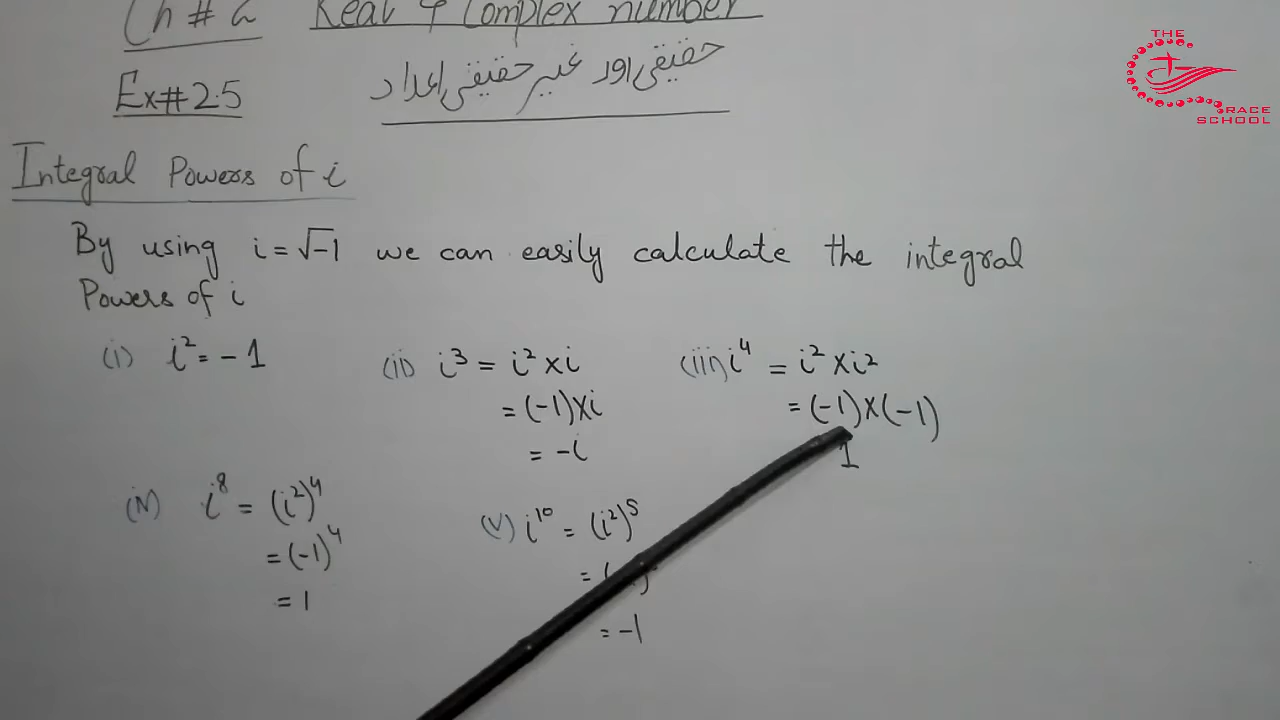 Ch # 2 Real & Complex number
Ex# 2.5 حقیقی اور غیر حقیقی اعداد
Integral Powers of i
By using i = √-1 we can easily calculate the integral
Powers of i
(i) i² = -1
(ii) i³ = i² × i
= (-1) × i
= -i
(iii) i⁴ = i² × i²
= (-1) × (-1)
1
(iv) i⁸ = (i²)⁴
= (-1)⁴
= 1
(v) i¹⁰ = (i²)⁵
= (
= -1
THE
GRACE
SCHOOL